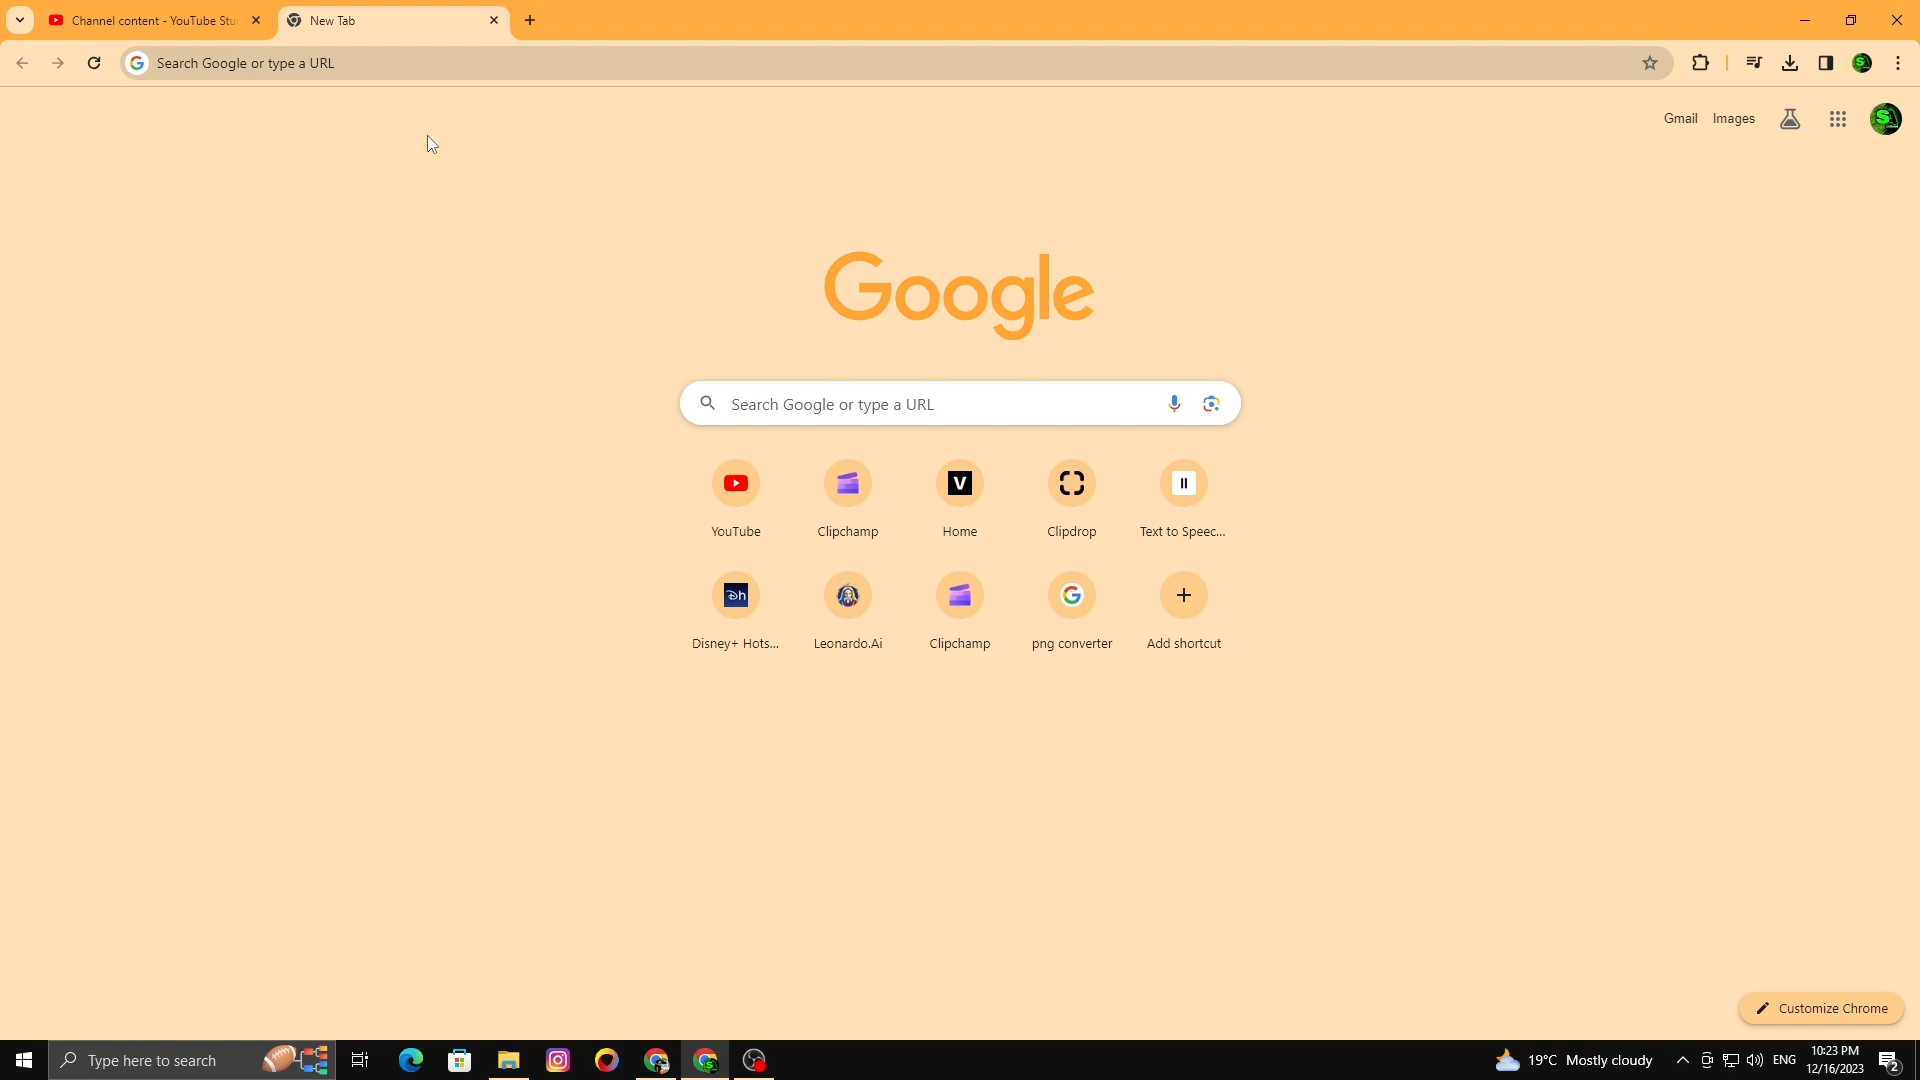 Channel content - YouTube Stu
New Tab
Search Google or type a URL
Gmail Images
Google
Search Google or type a URL
YouTube
Clipchamp
Home
Clipdrop
Text to Speec...
Disney+ Hots...
Leonardo.Ai
Clipchamp
png converter
Add shortcut
Customize Chrome
Type here to search
19°C Mostly cloudy
ENG
10:23 PM
12/16/2023
2